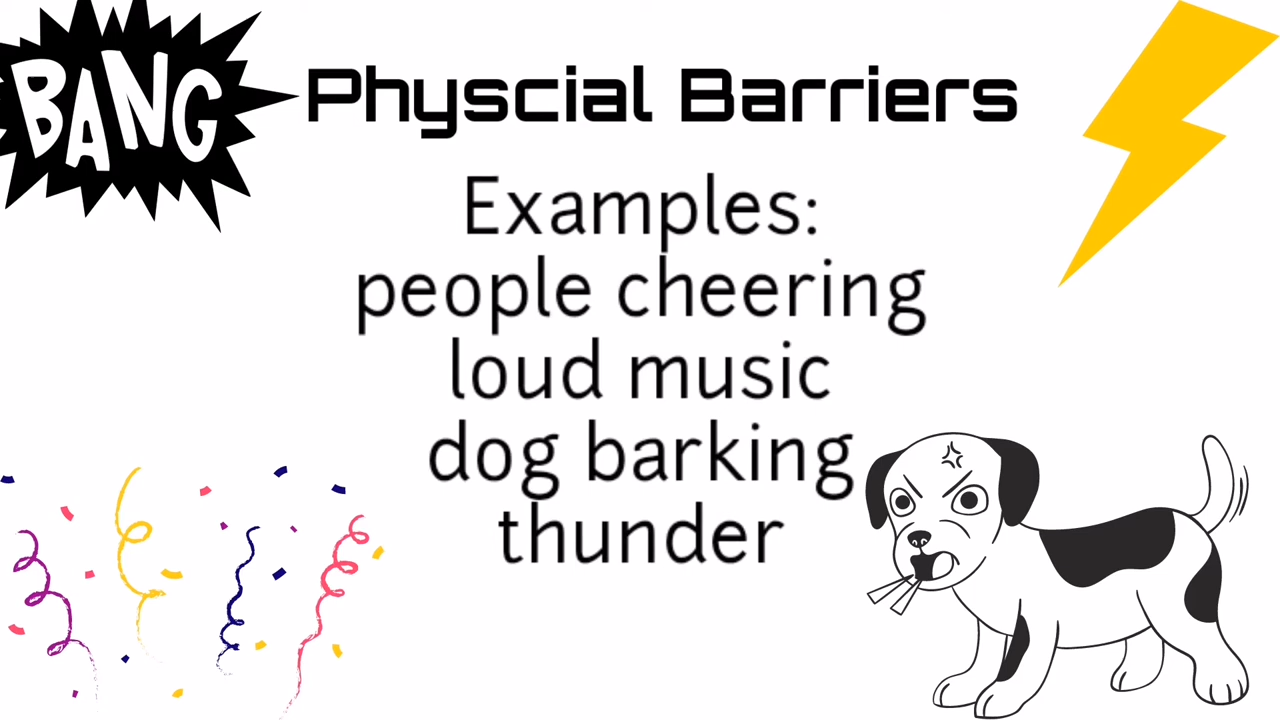 BANG
Physcial Barriers
Examples:
people cheering
loud music
dog barking
thunder